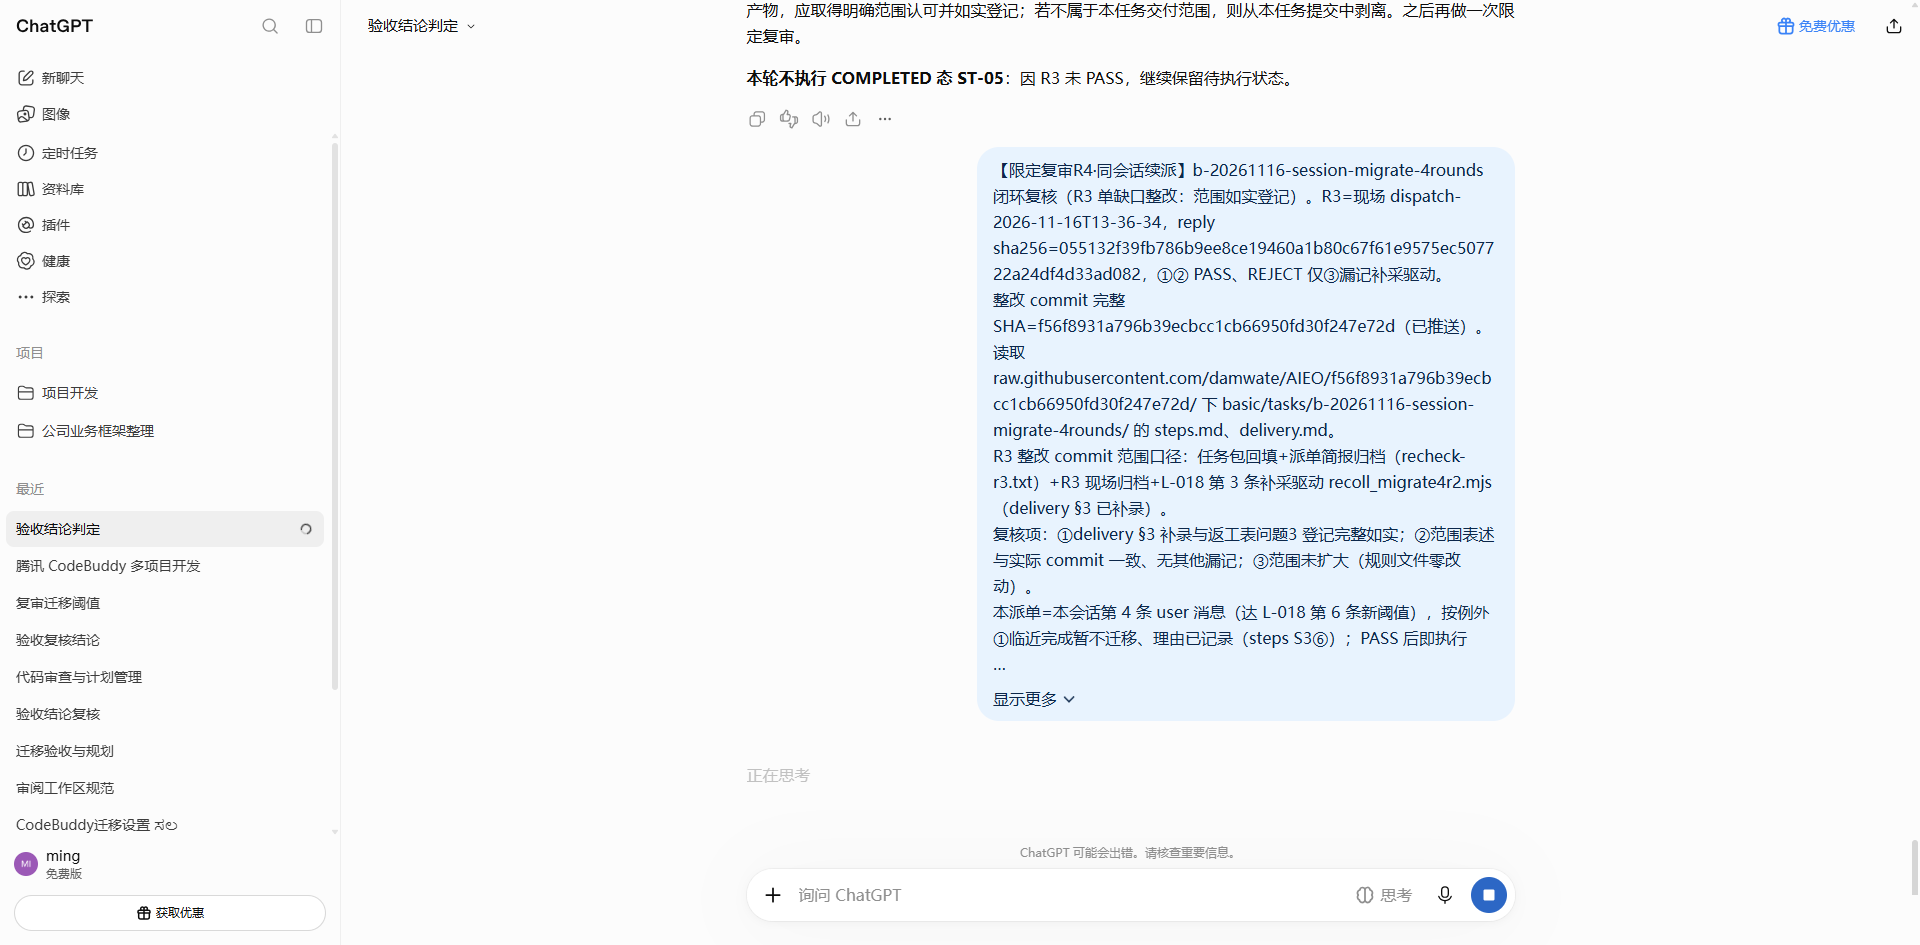 ChatGPT
新聊天
图像
定时任务
资料库
插件
健康
探索
项目
项目开发
公司业务框架整理
最近
验收结论判定
腾讯 CodeBuddy 多项目开发
复审迁移阈值
验收复核结论
代码审查与计划管理
验收结论复核
迁移验收与规划
审阅工作区规范
CodeBuddy迁移设置
MI
ming
免费版
获取优惠
验收结论判定
免费优惠
产物，应取得明确范围认可并如实登记；若不属于本任务交付范围，则从本任务提交中剥离。之后再做一次限
定复审。
本轮不执行 COMPLETED 态 ST-05：因 R3 未 PASS，继续保留待执行状态。
【限定复审R4·同会话续派】b-20261116-session-migrate-4rounds
闭环复核（R3 单缺口整改：范围如实登记）。R3=现场 dispatch-
2026-11-16T13-36-34，reply
sha256=055132f39fb786b9ee8ce19460a1b80c67f61e9575ec5077
22a24df4d33ad082，①② PASS、REJECT 仅③漏记补采驱动。
整改 commit 完整
SHA=f56f8931a796b39ecbcc1cb66950fd30f247e72d（已推送）。
读取
raw.githubusercontent.com/damwate/AIEO/f56f8931a796b39ecb
cc1cb66950fd30f247e72d/ 下 basic/tasks/b-20261116-session-
migrate-4rounds/ 的 steps.md、delivery.md。
R3 整改 commit 范围口径：任务包回填+派单简报归档（recheck-
r3.txt）+R3 现场归档+L-018 第 3 条补采驱动 recoll_migrate4r2.mjs
（delivery §3 已补录）。
复核项：①delivery §3 补录与返工表问题3 登记完整如实；②范围表述
与实际 commit 一致、无其他漏记；③范围未扩大（规则文件零改
动）。
本派单=本会话第 4 条 user 消息（达 L-018 第 6 条新阈值），按例外
①临近完成暂不迁移、理由已记录（steps S3⑥）；PASS 后即执行
...
显示更多
正在思考
ChatGPT 可能会出错。请核查重要信息。
询问 ChatGPT
思考